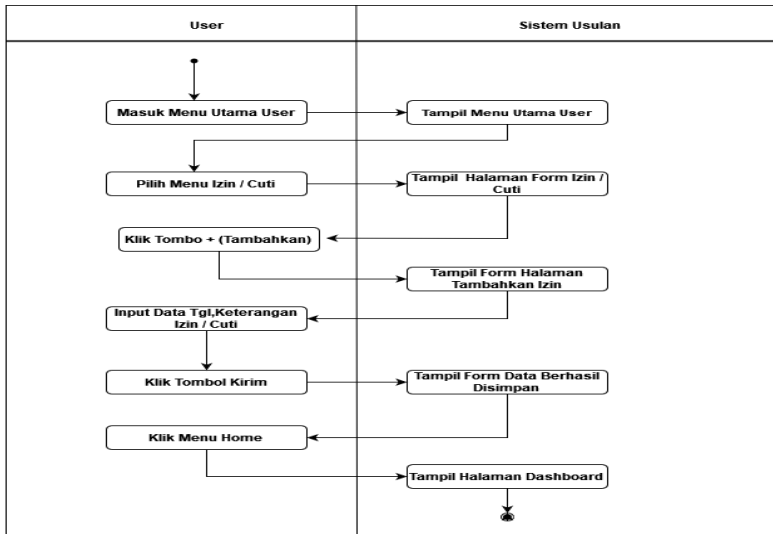 User
Sistem Usulan
Masuk Menu Utama User
Tampil Menu Utama User
Pilih Menu Izin / Cuti
Tampil Halaman Form Izin /
Cuti
Klik Tombo + (Tambahkan)
Tampil Form Halaman
Tambahkan Izin
Input Data Tgl,Keterangan
Izin / Cuti
Klik Tombol Kirim
Tampil Form Data Berhasil
Disimpan
Klik Menu Home
Tampil Halaman Dashboard